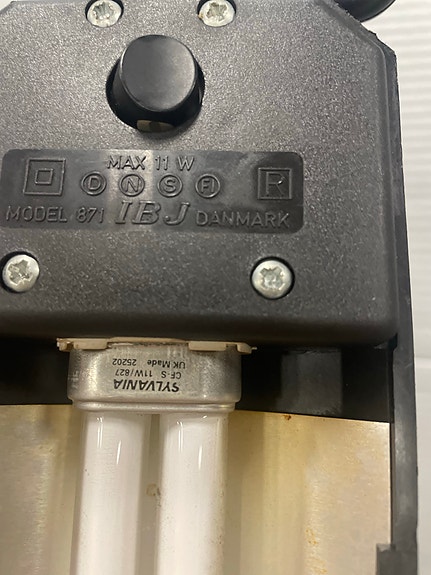 MAX 11 W
D N S FI R
MODEL 871 IBJ DANMARK
SYLVANIA
CF-S 11W/827
UK Made 25202